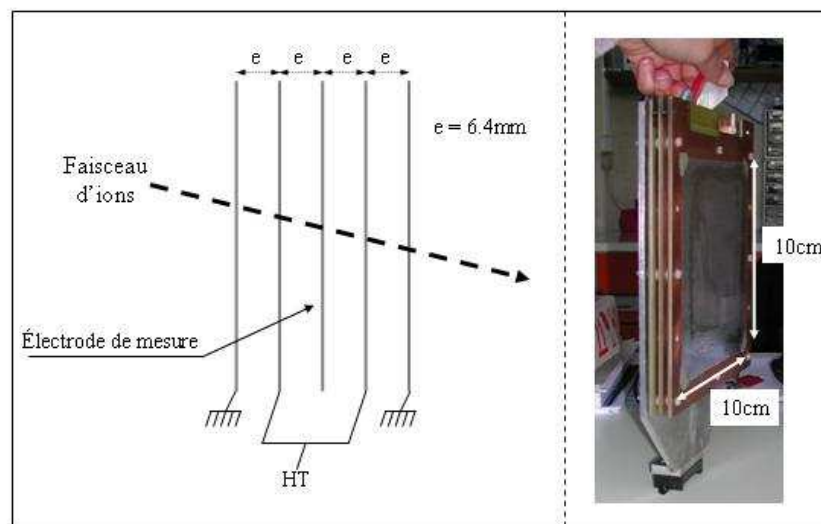 e e e e
e = 6.4mm
Faisceau
d'ions
Électrode de mesure
HT
10cm
10cm